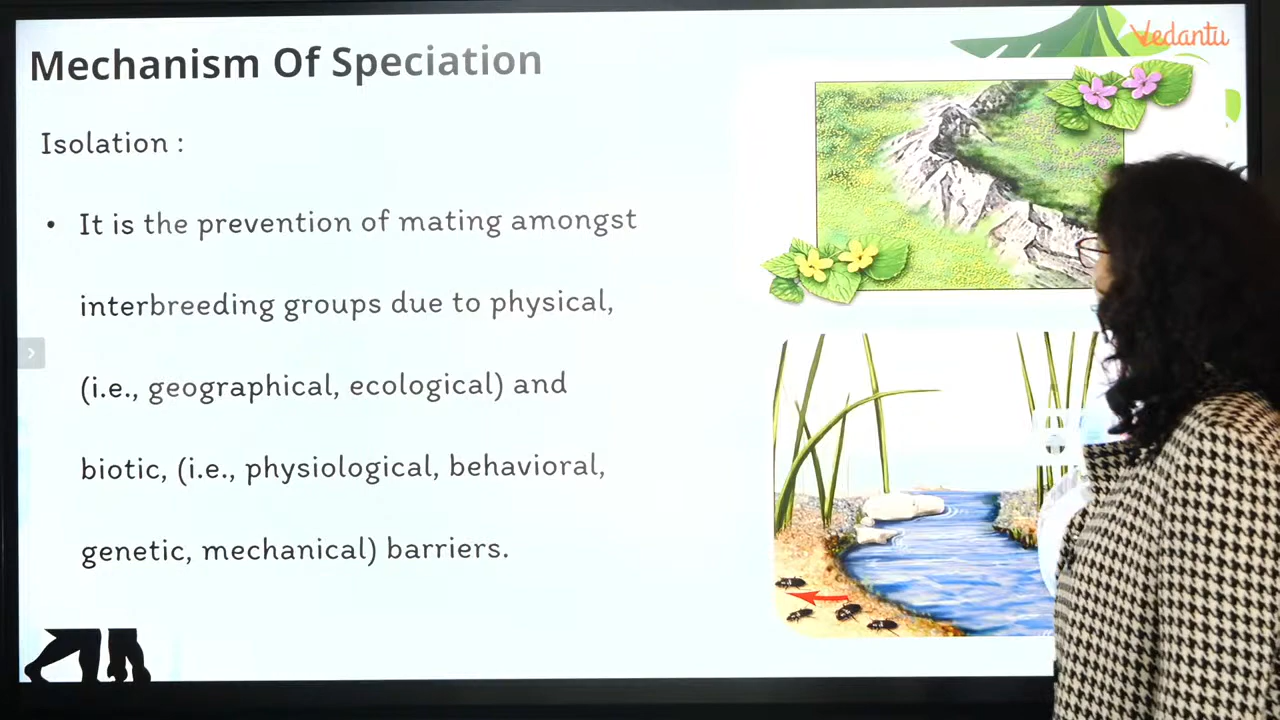 Mechanism Of Speciation
Vedantu
Isolation :
• It is the prevention of mating amongst
interbreeding groups due to physical,
(i.e., geographical, ecological) and
biotic, (i.e., physiological, behavioral,
genetic, mechanical) barriers.